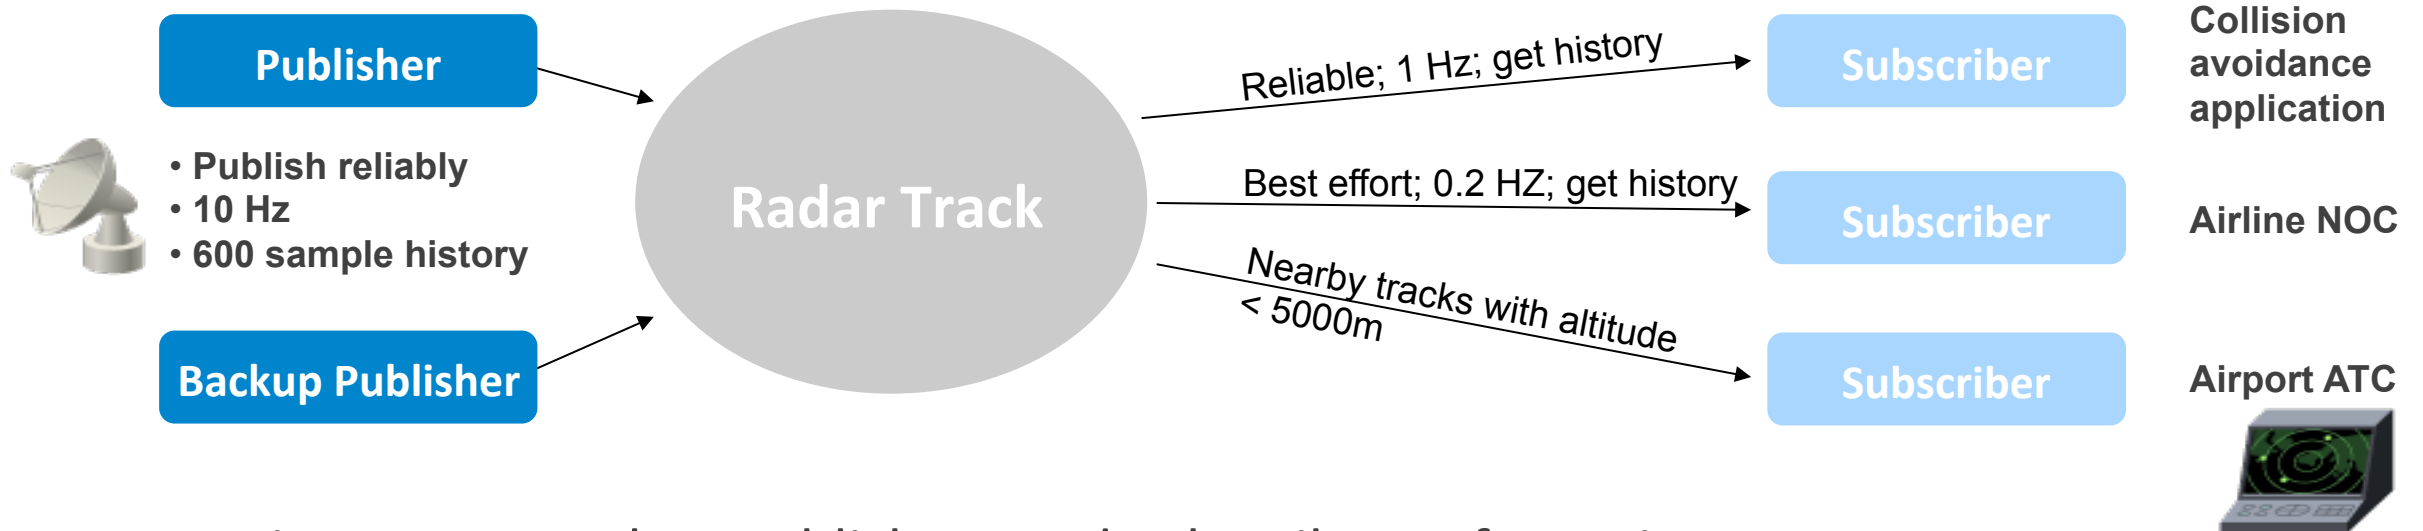 Publisher
• Publish reliably
• 10 Hz
• 600 sample history
Backup Publisher
Radar Track
Reliable; 1 Hz; get history
Best effort; 0.2 HZ; get history
Nearby tracks with altitude
< 5000m
Subscriber
Collision
avoidance
application
Subscriber
Airline NOC
Subscriber
Airport ATC